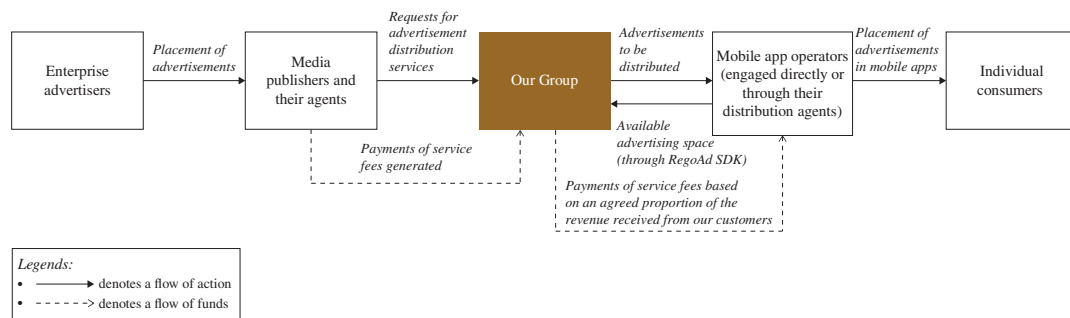 Enterprise
advertisers
Placement of
advertisements
Media
publishers and
their agents
Requests for
advertisement
distribution
services
Our Group
Advertisements
to be
distributed
Available
advertising space
(through RegoAd SDK)
Mobile app operators
(engaged directly or
through their
distribution agents)
Placement of
advertisements
in mobile apps
Individual
consumers
Payments of service
fees generated
Payments of service fees based
on an agreed proportion of the
revenue received from our customers
Legends:
• denotes a flow of action
• denotes a flow of funds